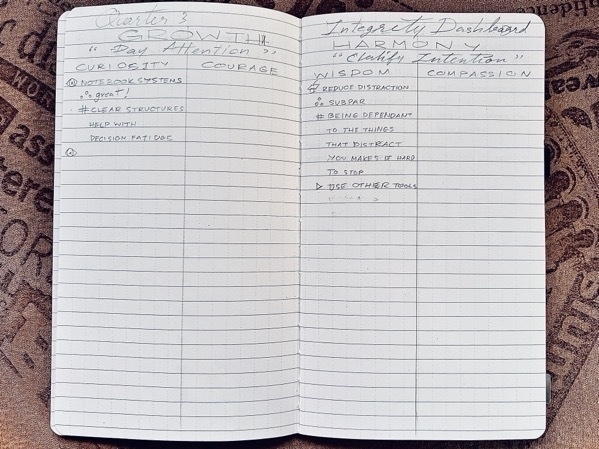 Quarter 3
GROWTH
"Day Attention"
CURIOSITY
COURAGE
NOTEBOOK SYSTEMS
great!
# CLEAR STRUCTURES
HELP WITH
DECISION FATIGUE
Integrity Dashboard
HARMONY
"Clarify Intention"
WISDOM
COMPASSION
REDUCE DISTRACTION
SUBPAR
# BEING DEPENDANT
TO THE THINGS
THAT DISTRACT
YOU MAKES IT HARD
TO STOP
USE OTHER TOOLS